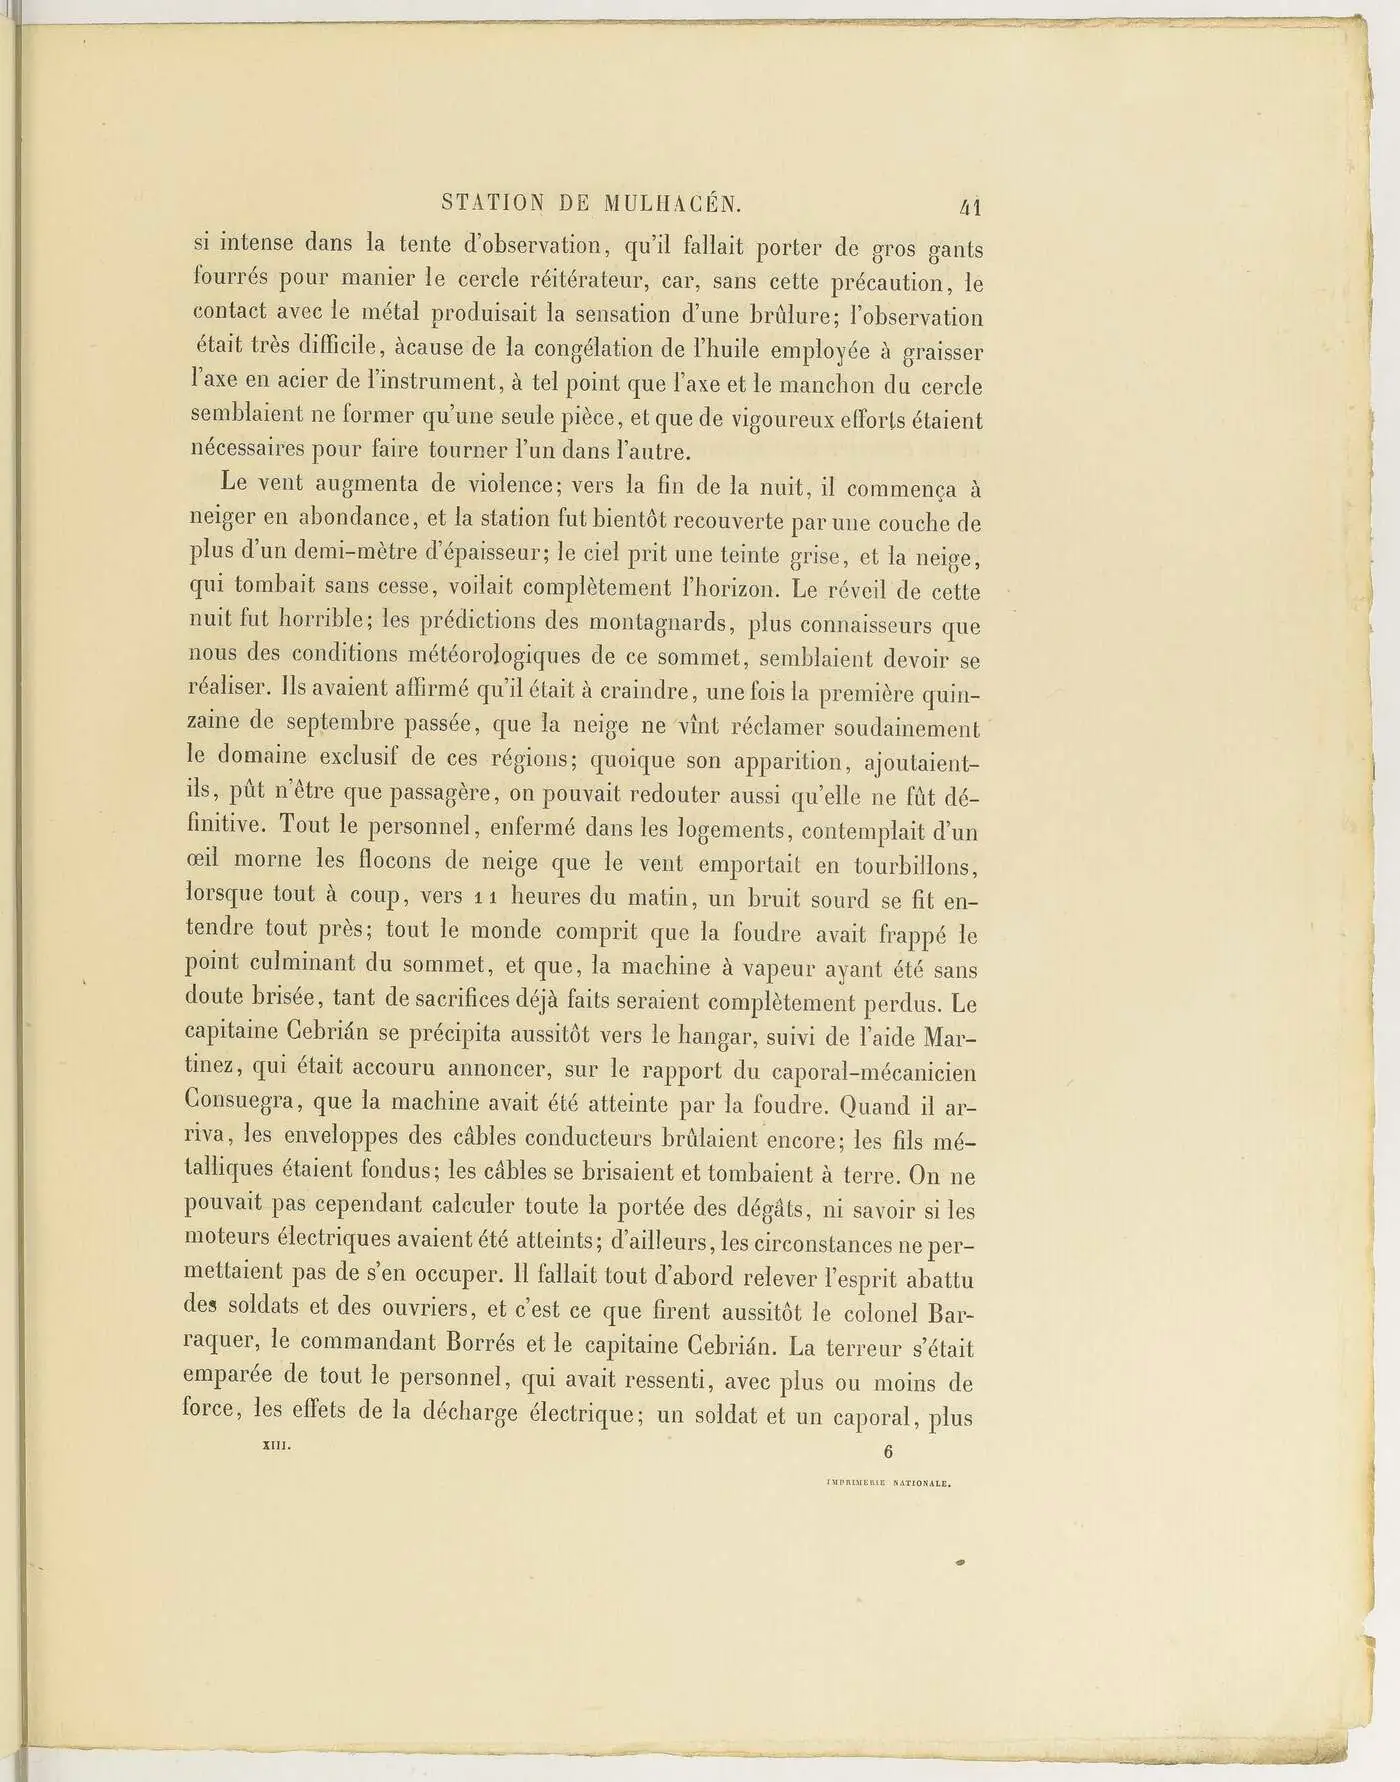 STATION DE MULHACÉN. 41
si intense dans la tente d'observation, qu'il fallait porter de gros gants
fourrés pour manier le cercle réitérateur, car, sans cette précaution, le
contact avec le métal produisait la sensation d'une brûlure; l'observation
était très difficile, àcause de la congélation de l'huile employée à graisser
l'axe en acier de l'instrument, à tel point que l'axe et le manchon du cercle
semblaient ne former qu'une seule pièce, et que de vigoureux efforts étaient
nécessaires pour faire tourner l'un dans l'autre.
Le vent augmenta de violence; vers la fin de la nuit, il commença à
neiger en abondance, et la station fut bientôt recouverte par une couche de
plus d'un demi-mètre d'épaisseur; le ciel prit une teinte grise, et la neige,
qui tombait sans cesse, voilait complètement l'horizon. Le réveil de cette
nuit fut horrible; les prédictions des montagnards, plus connaisseurs que
nous des conditions météorologiques de ce sommet, semblaient devoir se
réaliser. Ils avaient affirmé qu'il était à craindre, une fois la première quin-
zaine de septembre passée, que la neige ne vînt réclamer soudainement
le domaine exclusif de ces régions; quoique son apparition, ajoutaient-
ils, pût n'être que passagère, on pouvait redouter aussi qu'elle ne fût dé-
finitive. Tout le personnel, enfermé dans les logements, contemplait d'un
œil morne les flocons de neige que le vent emportait en tourbillons,
lorsque tout à coup, vers 11 heures du matin, un bruit sourd se fit en-
tendre tout près; tout le monde comprit que la foudre avait frappé le
point culminant du sommet, et que, la machine à vapeur ayant été sans
doute brisée, tant de sacrifices déjà faits seraient complètement perdus. Le
capitaine Cebrián se précipita aussitôt vers le hangar, suivi de l'aide Mar-
tinez, qui était accouru annoncer, sur le rapport du caporal-mécanicien
Consuegra, que la machine avait été atteinte par la foudre. Quand il ar-
riva, les enveloppes des câbles conducteurs brûlaient encore; les fils mé-
talliques étaient fondus; les câbles se brisaient et tombaient à terre. On ne
pouvait pas cependant calculer toute la portée des dégâts, ni savoir si les
moteurs électriques avaient été atteints; d'ailleurs, les circonstances ne per-
mettaient pas de s'en occuper. Il fallait tout d'abord relever l'esprit abattu
des soldats et des ouvriers, et c'est ce que firent aussitôt le colonel Bar-
raquer, le commandant Borrés et le capitaine Cebrián. La terreur s'était
emparée de tout le personnel, qui avait ressenti, avec plus ou moins de
force, les effets de la décharge électrique; un soldat et un caporal, plus
XIII. 6
IMPRIMERIE NATIONALE.